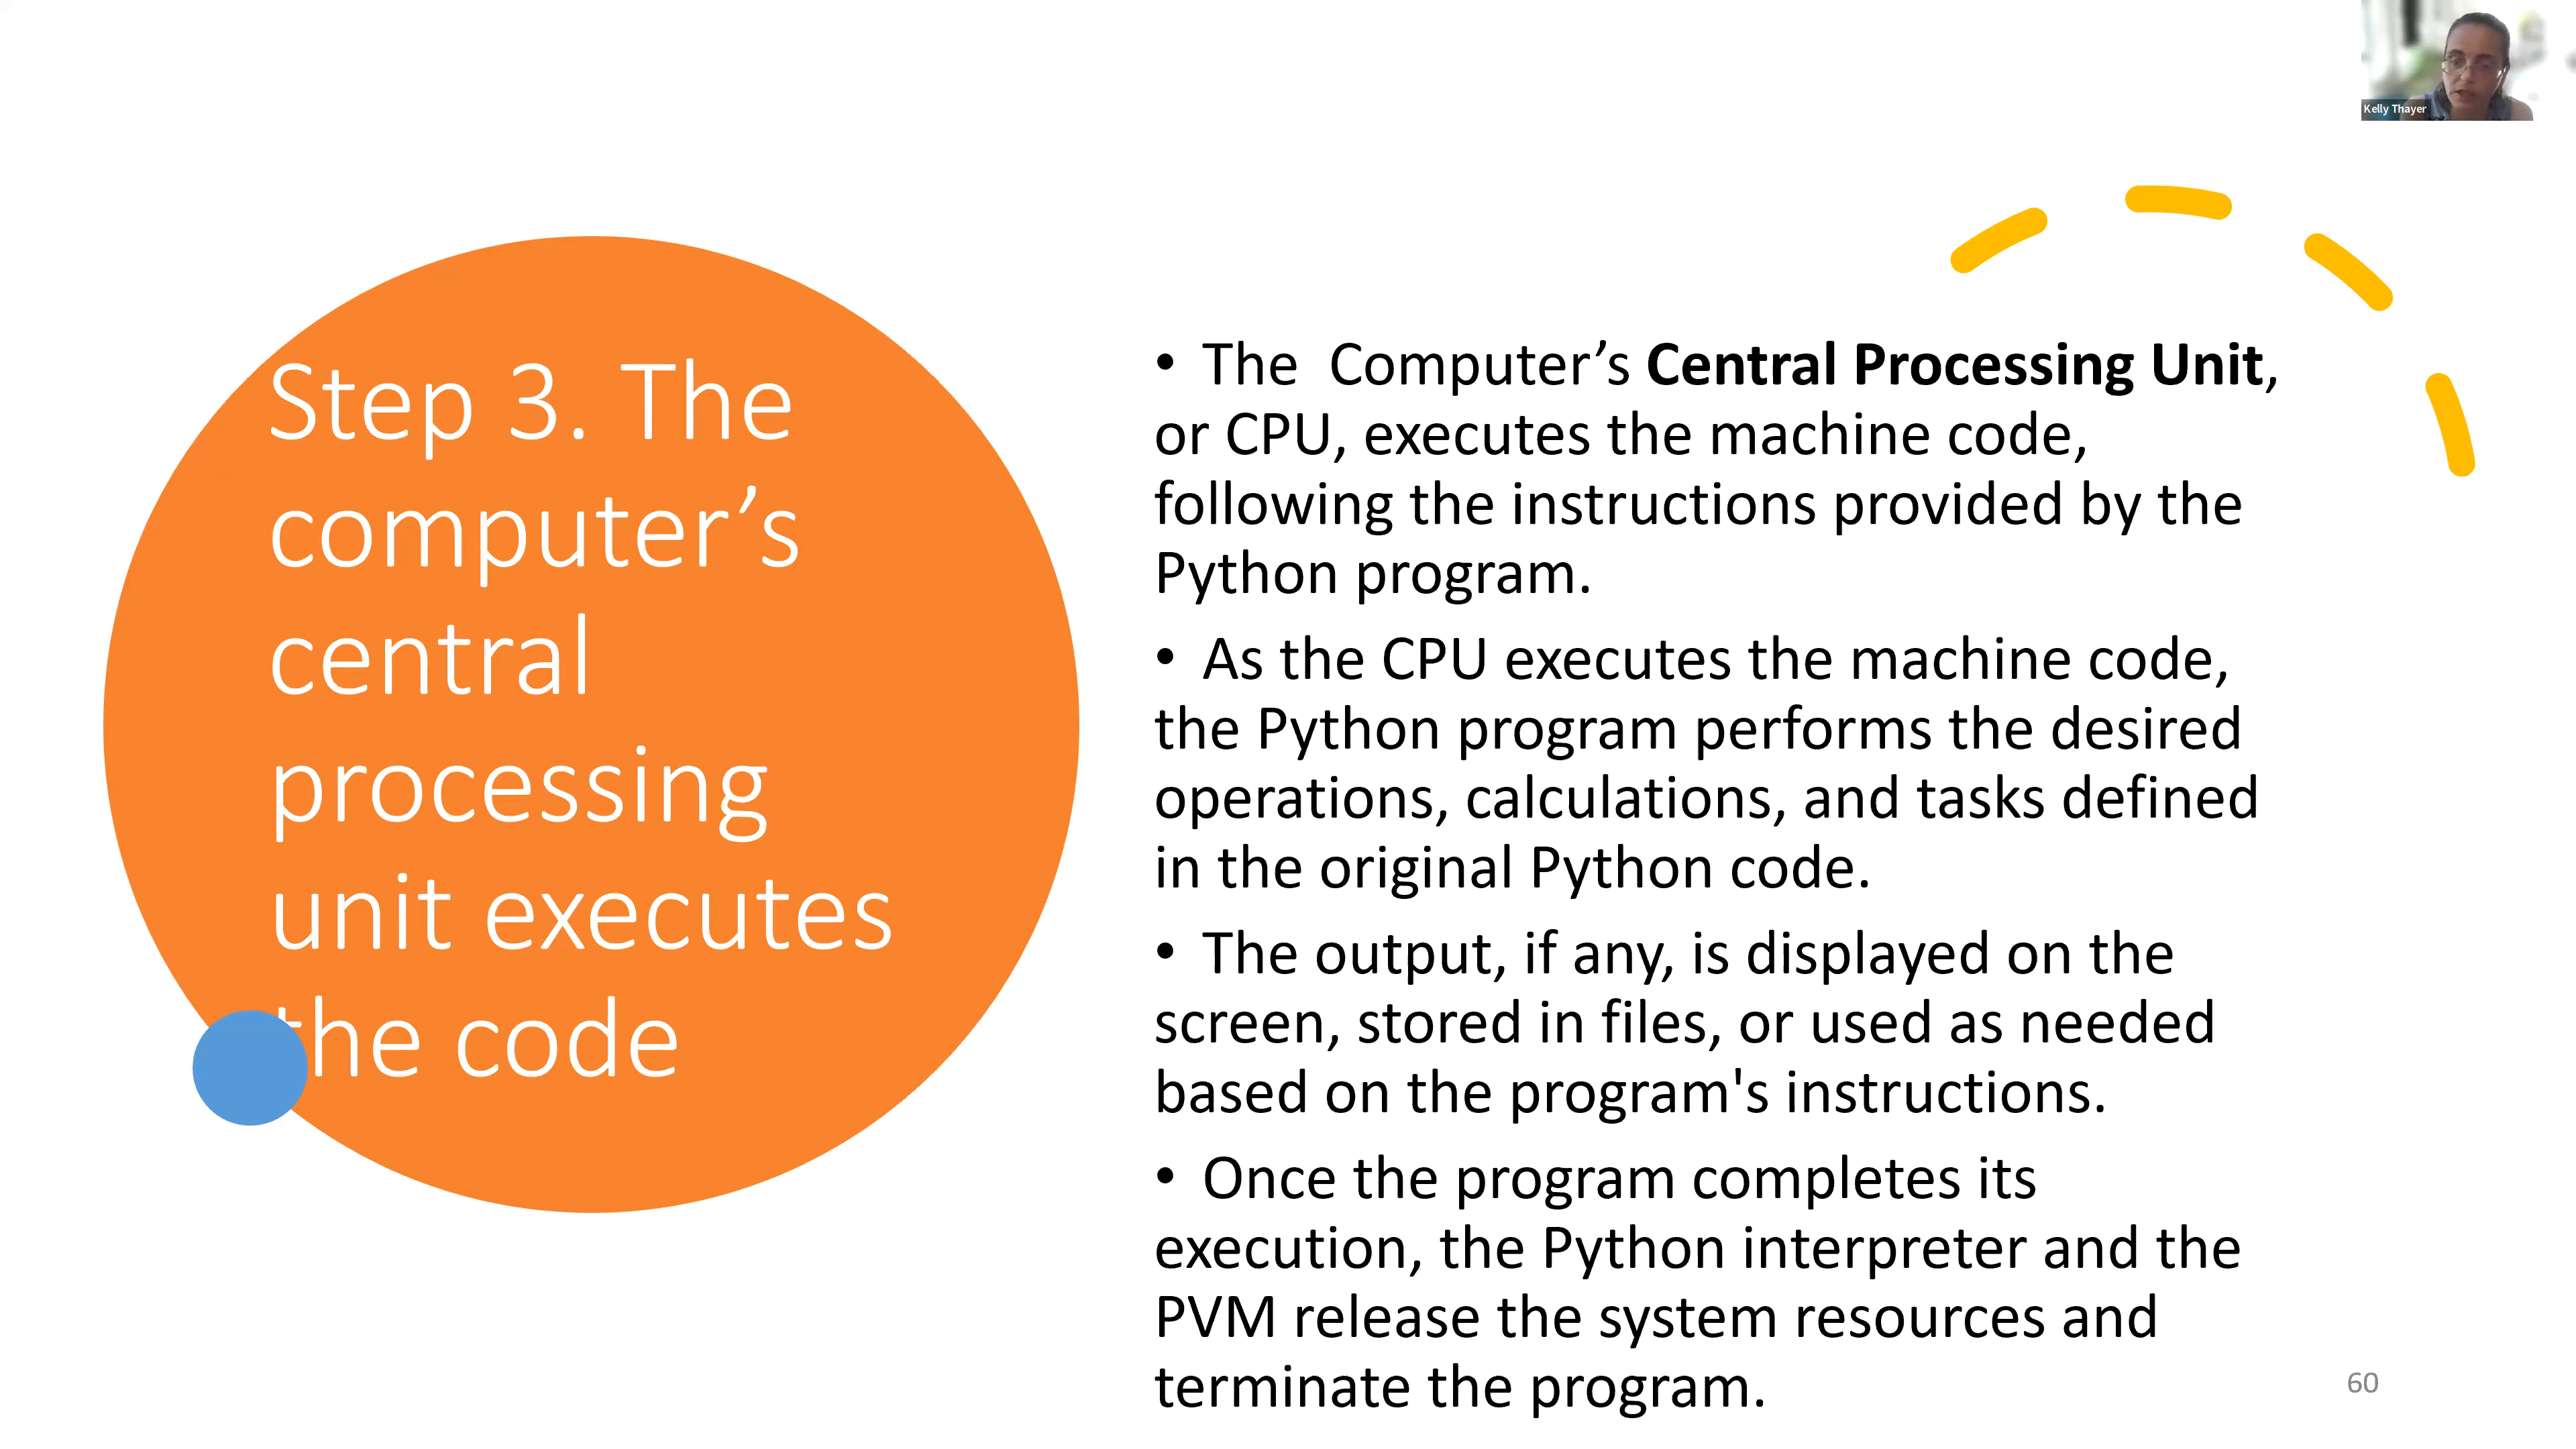 Kelly Thayer
Step 3. The
computer’s
central
processing
unit executes
the code
• The  Computer’s Central Processing Unit,
or CPU, executes the machine code,
following the instructions provided by the
Python program.
• As the CPU executes the machine code,
the Python program performs the desired
operations, calculations, and tasks defined
in the original Python code.
• The output, if any, is displayed on the
screen, stored in files, or used as needed
based on the program's instructions.
• Once the program completes its
execution, the Python interpreter and the
PVM release the system resources and
terminate the program.
60